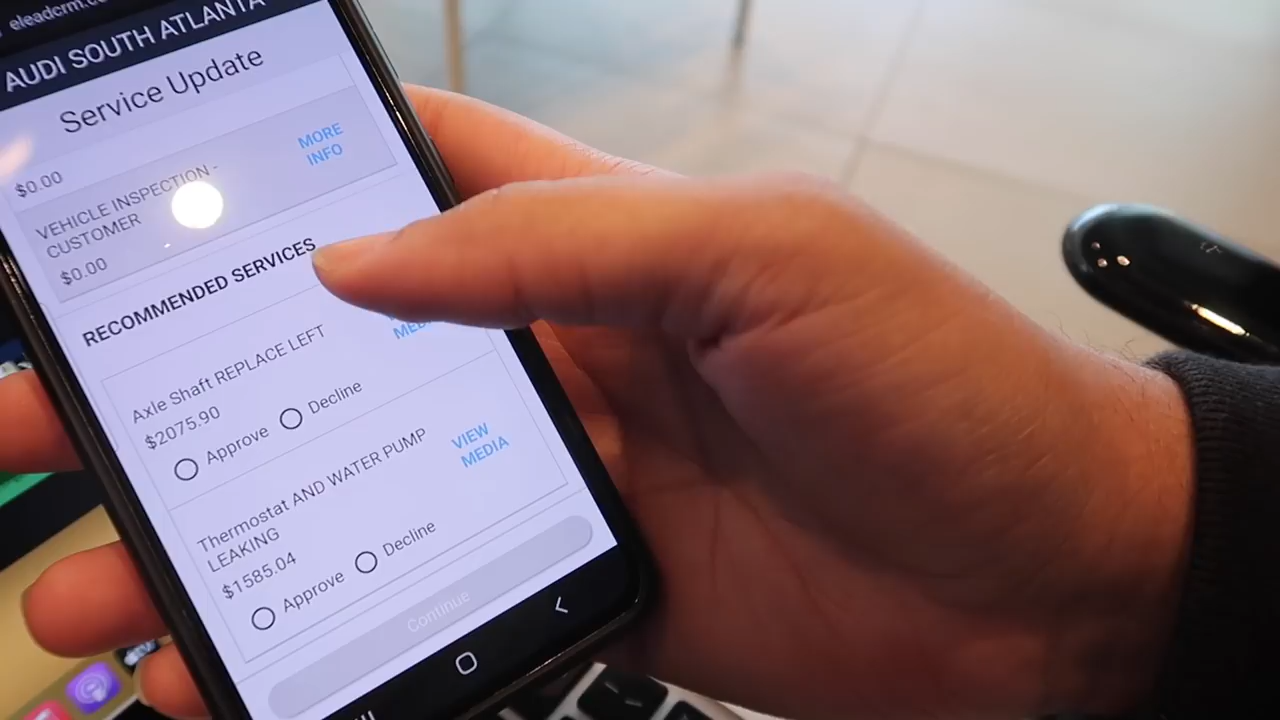 eleadcrm.co
AUDI SOUTH ATLANTA
Service Update
$0.00
VEHICLE INSPECTION -
CUSTOMER
$0.00
MORE
INFO
RECOMMENDED SERVICES
Axle Shaft REPLACE LEFT
$2075.90
Approve
Decline
Thermostat AND WATER PUMP
LEAKING
$1585.04
VIEW
MEDIA
Approve
Decline
Continue